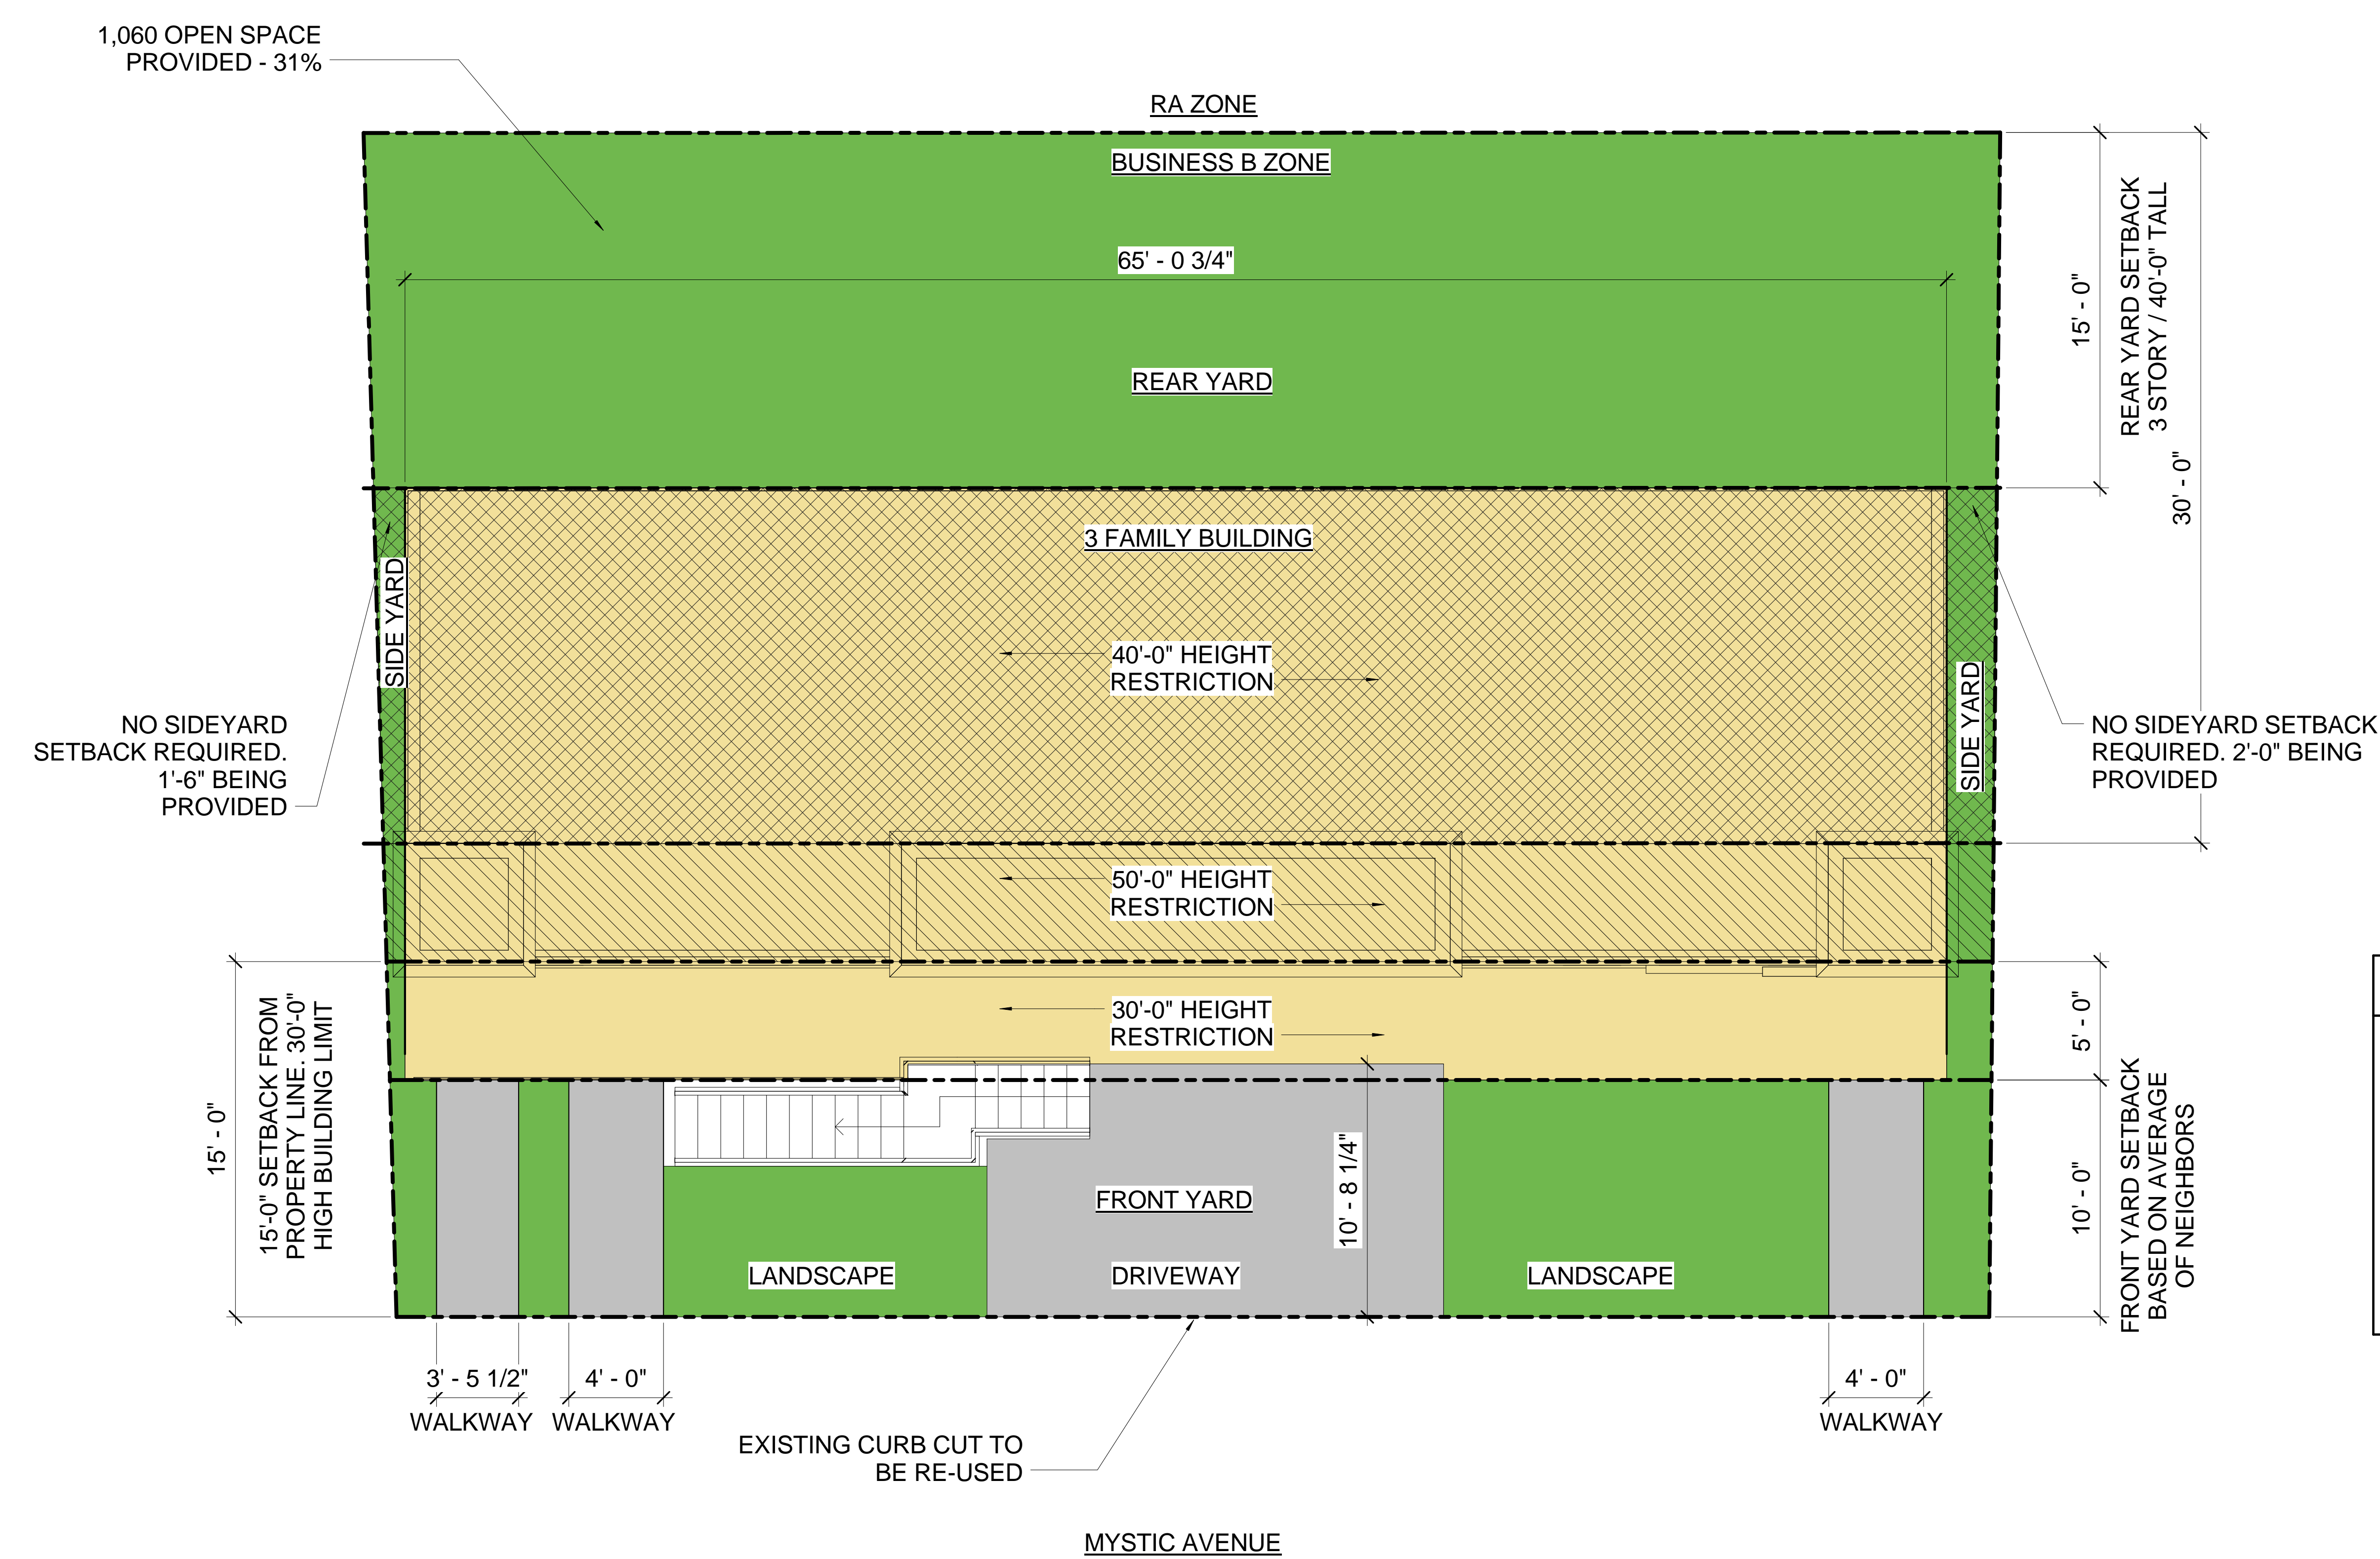 1,060 OPEN SPACE
PROVIDED - 31%
RA ZONE
BUSINESS B ZONE
65' - 0 3/4"
REAR YARD
15' - 0"
REAR YARD SETBACK
3 STORY / 40'-0" TALL
30' - 0"
3 FAMILY BUILDING
SIDE YARD
40'-0" HEIGHT
RESTRICTION
SIDE YARD
NO SIDEYARD
SETBACK REQUIRED.
1'-6" BEING
PROVIDED
NO SIDEYARD SETBACK
REQUIRED. 2'-0" BEING
PROVIDED
50'-0" HEIGHT
RESTRICTION
30'-0" HEIGHT
RESTRICTION
15' - 0"
15'-0" SETBACK FROM
PROPERTY LINE. 30'-0"
HIGH BUILDING LIMIT
5' - 0"
10' - 0"
FRONT YARD SETBACK
BASED ON AVERAGE
OF NEIGHBORS
10' - 8 1/4"
FRONT YARD
LANDSCAPE
DRIVEWAY
LANDSCAPE
3' - 5 1/2"
4' - 0"
4' - 0"
WALKWAY
WALKWAY
WALKWAY
EXISTING CURB CUT TO
BE RE-USED
MYSTIC AVENUE